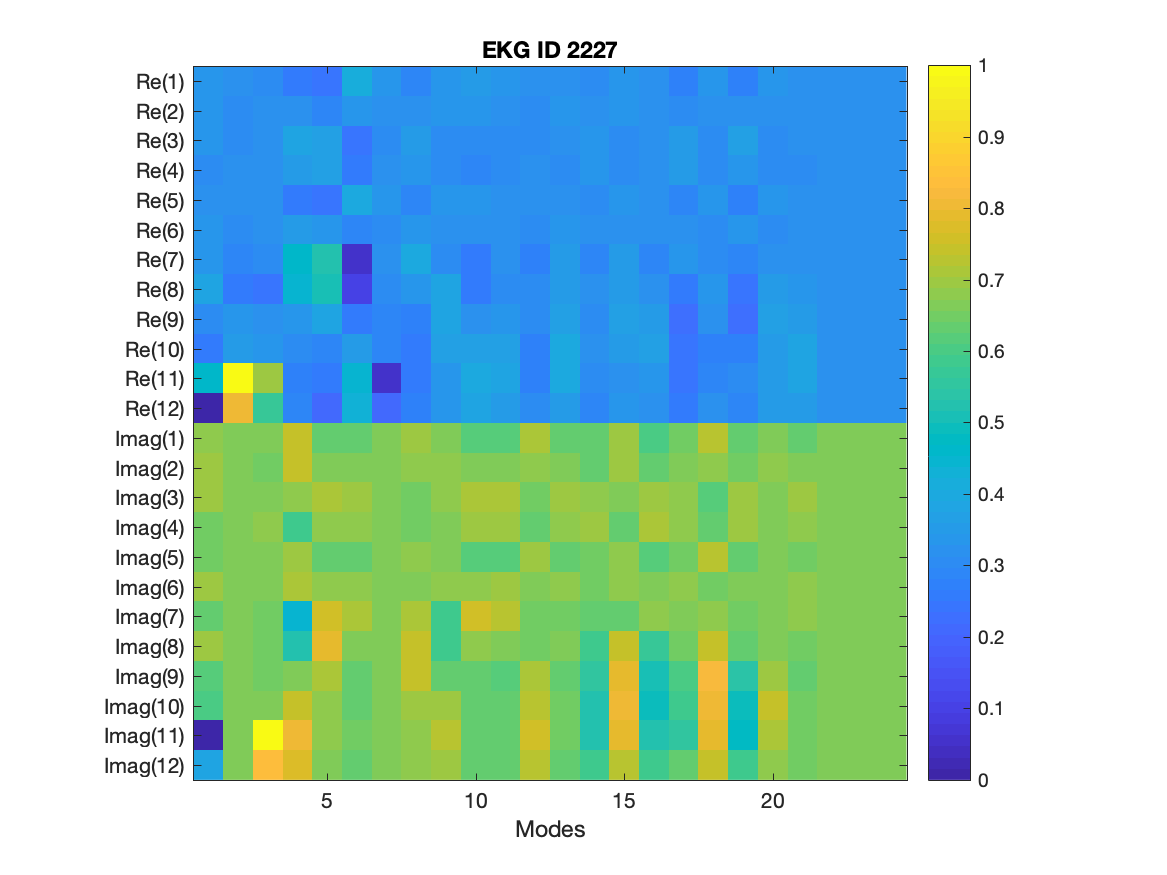 EKG ID 2227
Re(1)
Re(2)
Re(3)
Re(4)
Re(5)
Re(6)
Re(7)
Re(8)
Re(9)
Re(10)
Re(11)
Re(12)
Imag(1)
Imag(2)
Imag(3)
Imag(4)
Imag(5)
Imag(6)
Imag(7)
Imag(8)
Imag(9)
Imag(10)
Imag(11)
Imag(12)
5 10 15 20
Modes
1
0.9
0.8
0.7
0.6
0.5
0.4
0.3
0.2
0.1
0